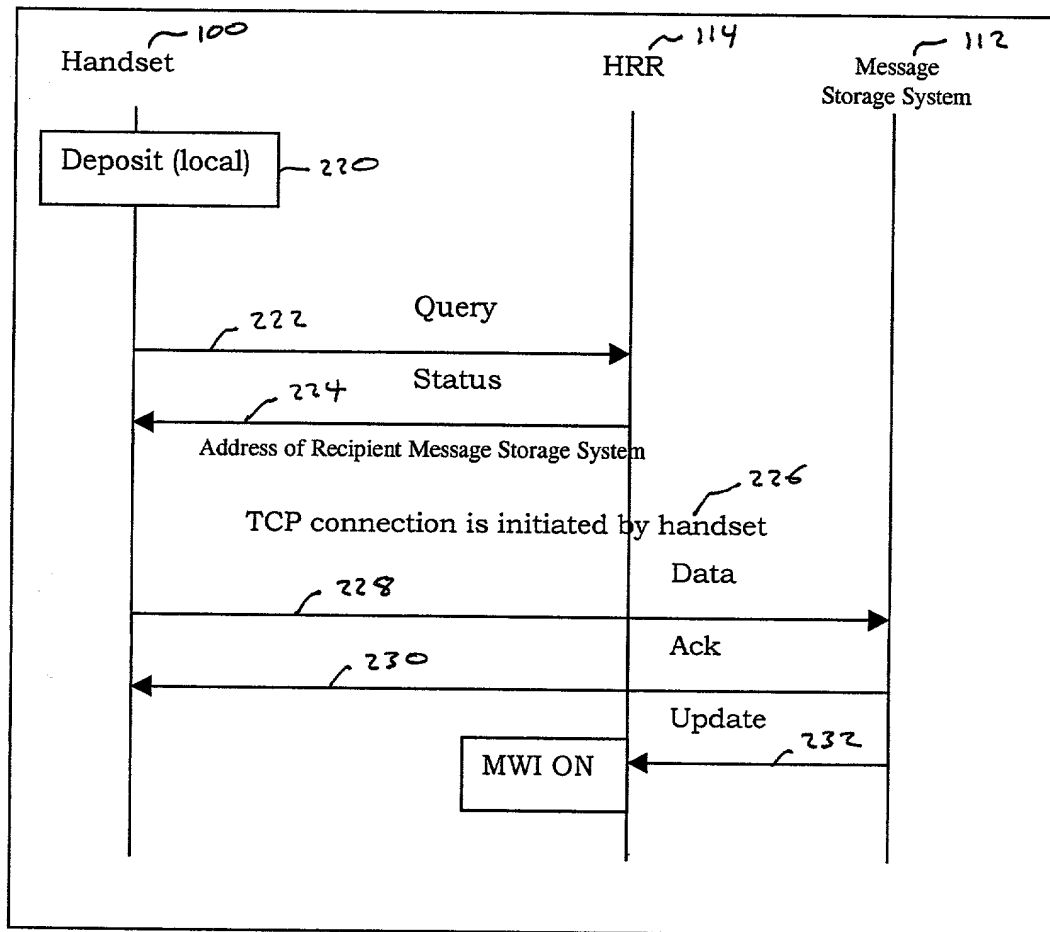 100
114
112
Handset
HRR
Message
Storage System
Deposit (local)
220
Query
222
Status
224
Address of Recipient Message Storage System
226
TCP connection is initiated by handset
Data
228
Ack
230
Update
232
MWI ON